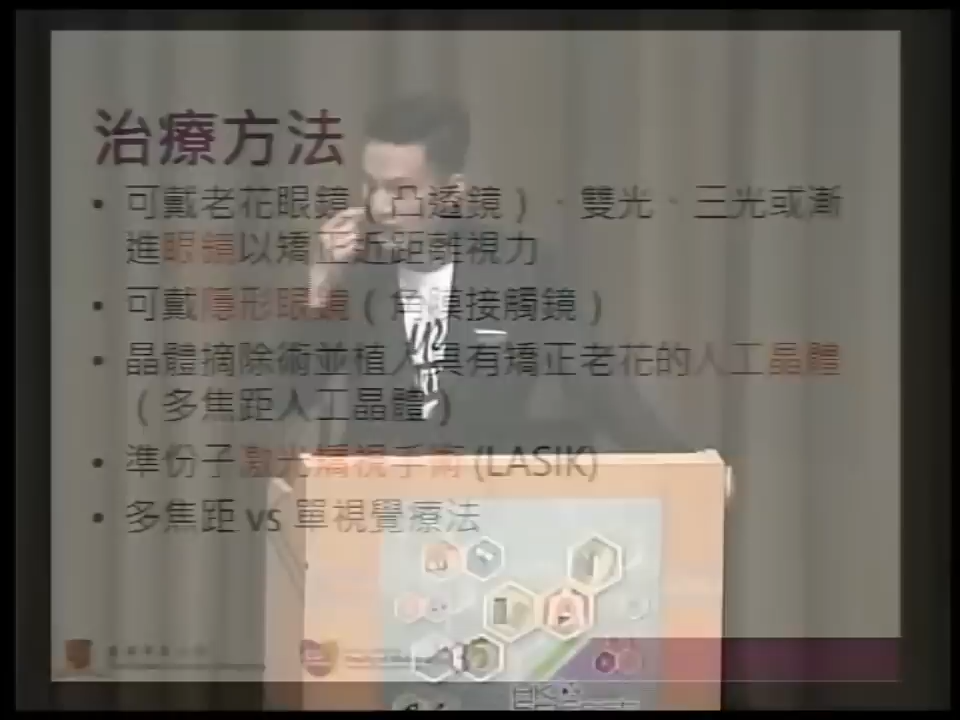 治療方法
• 可戴老花眼鏡（凸透鏡）、雙光、三光或漸
進眼鏡以矯正近距離視力
• 可戴隱形眼鏡（角膜接觸鏡）
• 晶體摘除術並植入具有矯正老花的人工晶體
（多焦距人工晶體）
• 準份子激光矯視手術 (LASIK)
• 多焦距 vs 單視覺療法